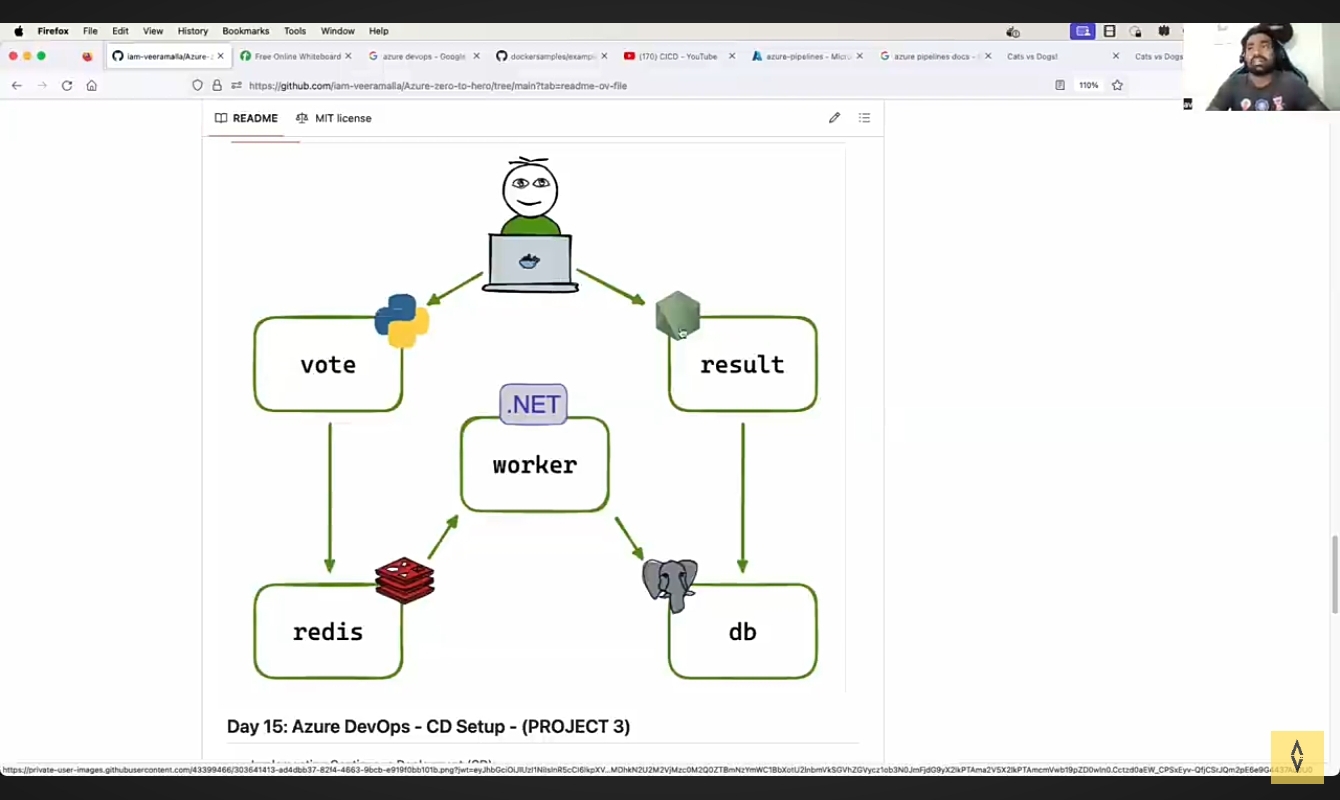 Firefox File Edit View History Bookmarks Tools Window Help
iam-veeramalla/Azure-z Free Online Whiteboard azure devops - Google dockersamples/exampl (170) CICD - YouTube azure-pipelines - Micro azure pipelines docs - Cats vs Dogs! Cats vs Dogs
https://github.com/iam-veeramalla/Azure-zero-to-hero/tree/main?tab=readme-ov-file 110%
README MIT license
vote
result
.NET
worker
redis
db
Day 15: Azure DevOps - CD Setup - (PROJECT 3)